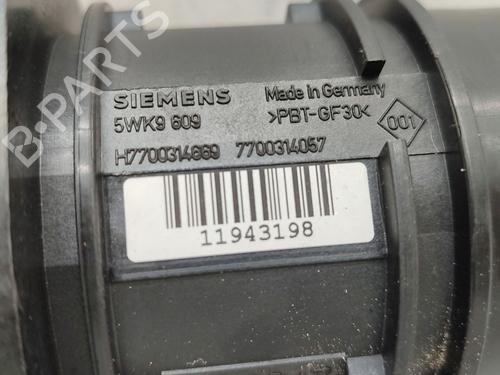 SIEMENS
Made in Germany
5WK9 609
>PBT-GF30<
001
H7700314669 7700314057
11943198
B-PARTS